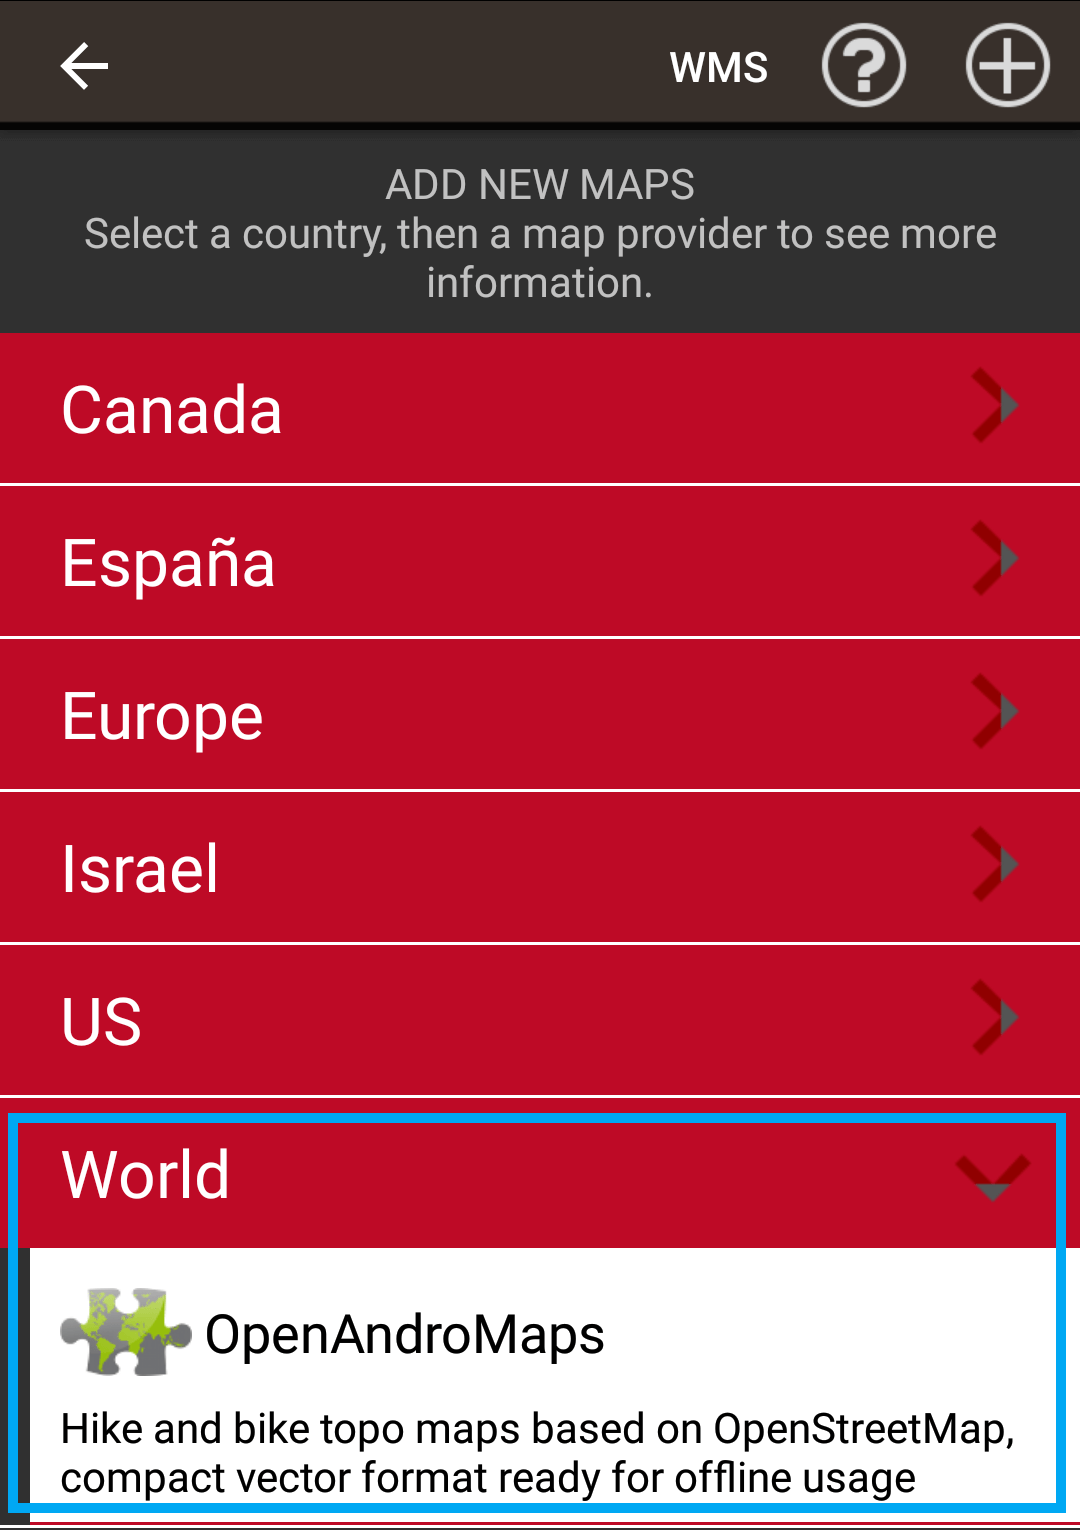 WMS
ADD NEW MAPS
Select a country, then a map provider to see more
information.
Canada
España
Europe
Israel
US
World
OpenAndroMaps
Hike and bike topo maps based on OpenStreetMap,
compact vector format ready for offline usage